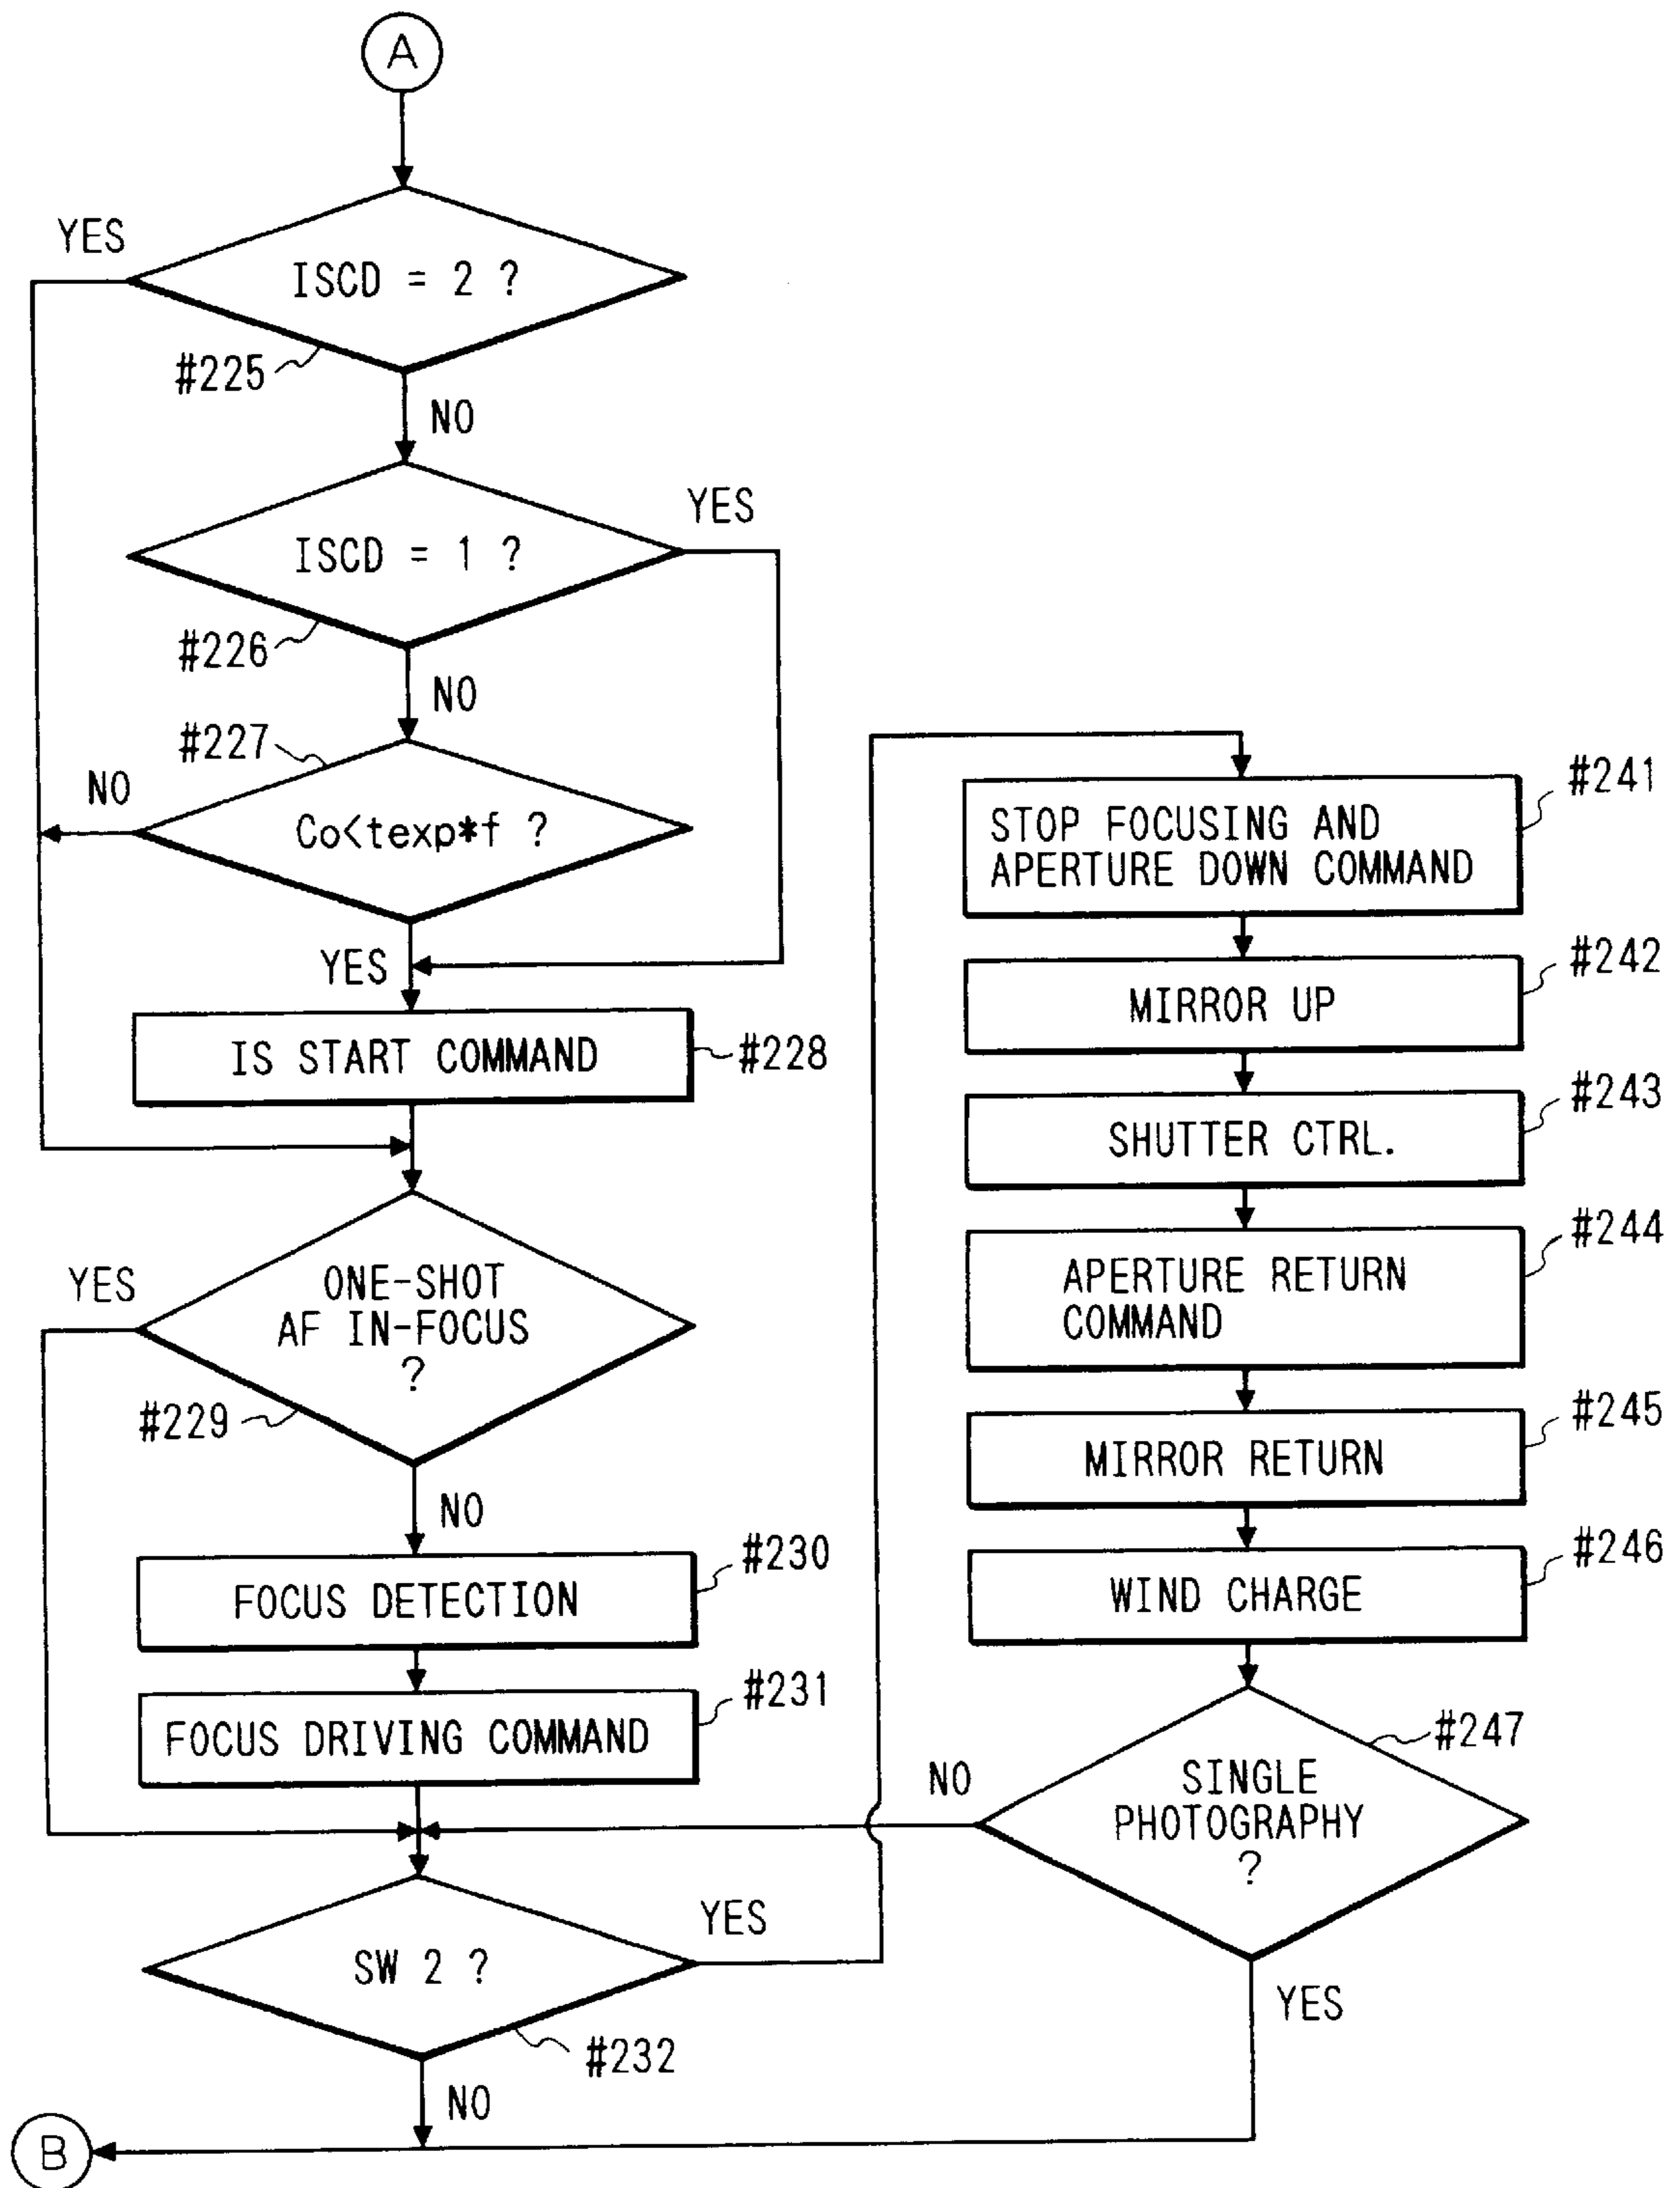 A
YES
ISCD = 2 ?
#225
NO
YES
ISCD = 1 ?
#226
NO
#227
NO
Co<texp*f ?
YES
IS START COMMAND
#228
YES
ONE-SHOT
AF IN-FOCUS
?
#229
NO
#230
FOCUS DETECTION
#231
FOCUS DRIVING COMMAND
SW 2 ?
YES
#232
NO
B
#241
STOP FOCUSING AND
APERTURE DOWN COMMAND
#242
MIRROR UP
#243
SHUTTER CTRL.
#244
APERTURE RETURN
COMMAND
#245
MIRROR RETURN
#246
WIND CHARGE
#247
NO
SINGLE
PHOTOGRAPHY
?
YES